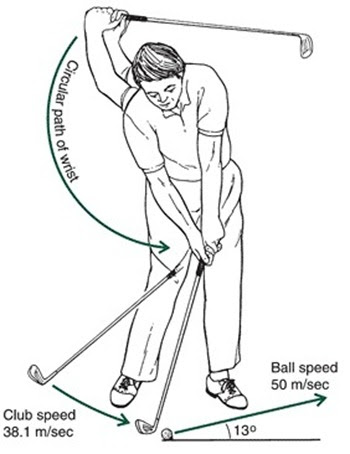 Circular path of wrist
Ball speed
50 m/sec
Club speed
38.1 m/sec
13°